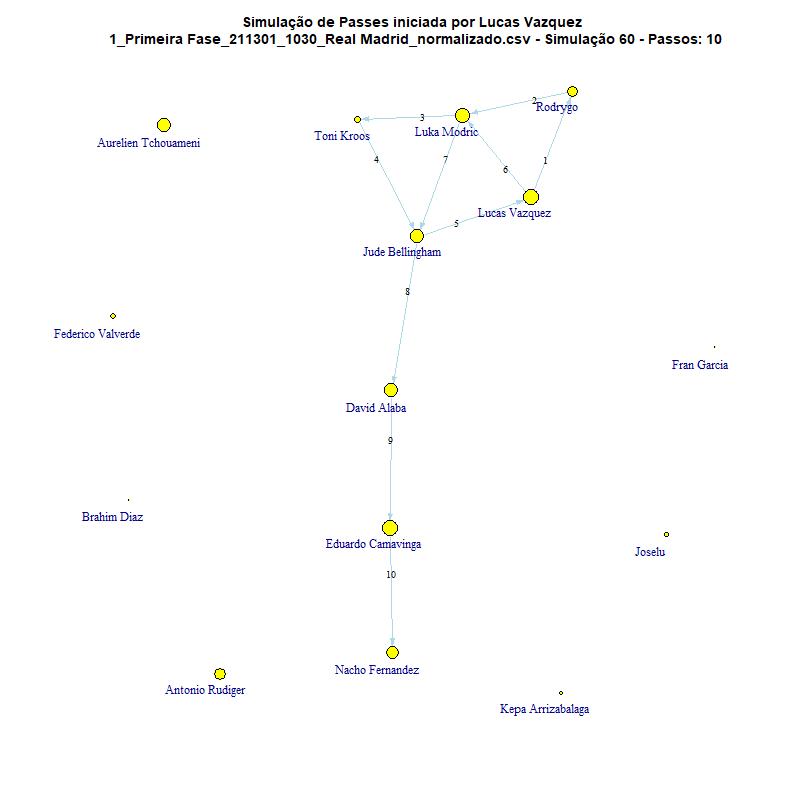 Simulação de Passes iniciada por Lucas Vazquez
1_Primeira Fase_211301_1030_Real Madrid_normalizado.csv - Simulação 60 - Passos: 10
2
Rodrygo
3
Luka Modric
Toni Kroos
Aurelien Tchouameni
4
7
6
1
Lucas Vazquez
5
Jude Bellingham
8
Federico Valverde
Fran Garcia
David Alaba
9
Brahim Diaz
Eduardo Camavinga
Joselu
10
Nacho Fernandez
Antonio Rudiger
Kepa Arrizabalaga